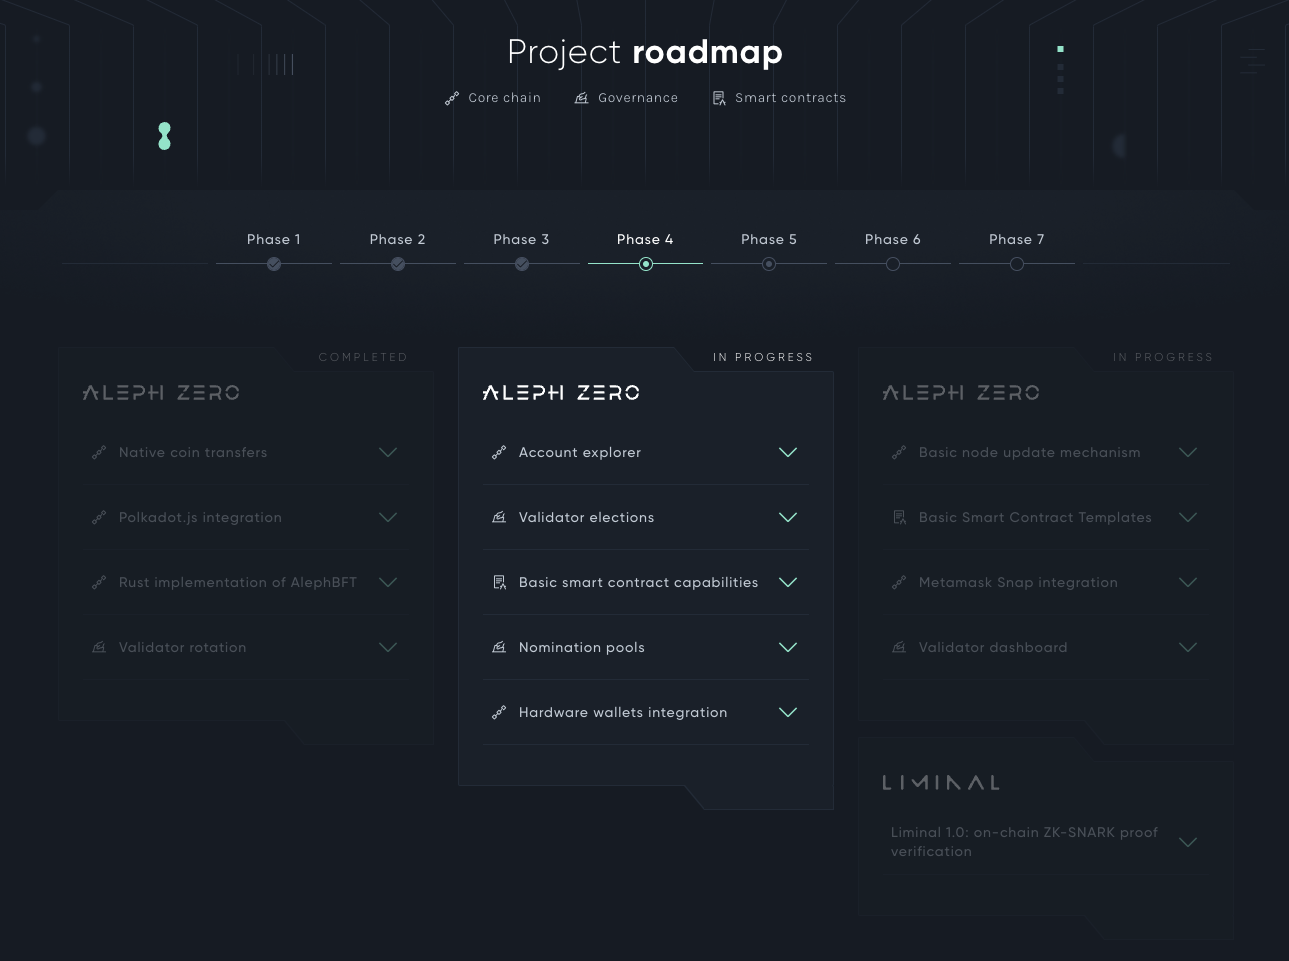 Project roadmap
Core chain
Governance
Smart contracts
Phase 1
Phase 2
Phase 3
Phase 4
Phase 5
Phase 6
Phase 7
COMPLETED
ALEPH ZERO
Native coin transfers
Polkadot.js integration
Rust implementation of AlephBFT
Validator rotation
IN PROGRESS
ALEPH ZERO
Account explorer
Validator elections
Basic smart contract capabilities
Nomination pools
Hardware wallets integration
IN PROGRESS
ALEPH ZERO
Basic node update mechanism
Basic Smart Contract Templates
Metamask Snap integration
Validator dashboard
LIMINAL
Liminal 1.0: on-chain ZK-SNARK proof
verification